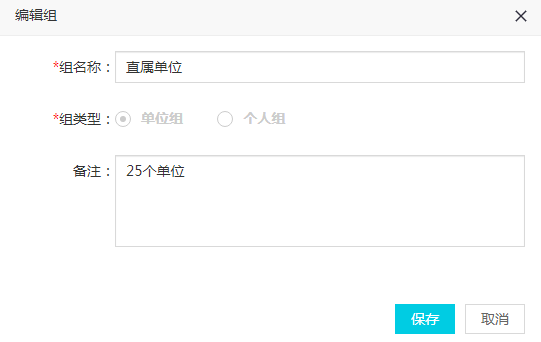 编辑组
*组名称：直属单位
*组类型： 单位组 个人组
备注：25个单位
保存 取消